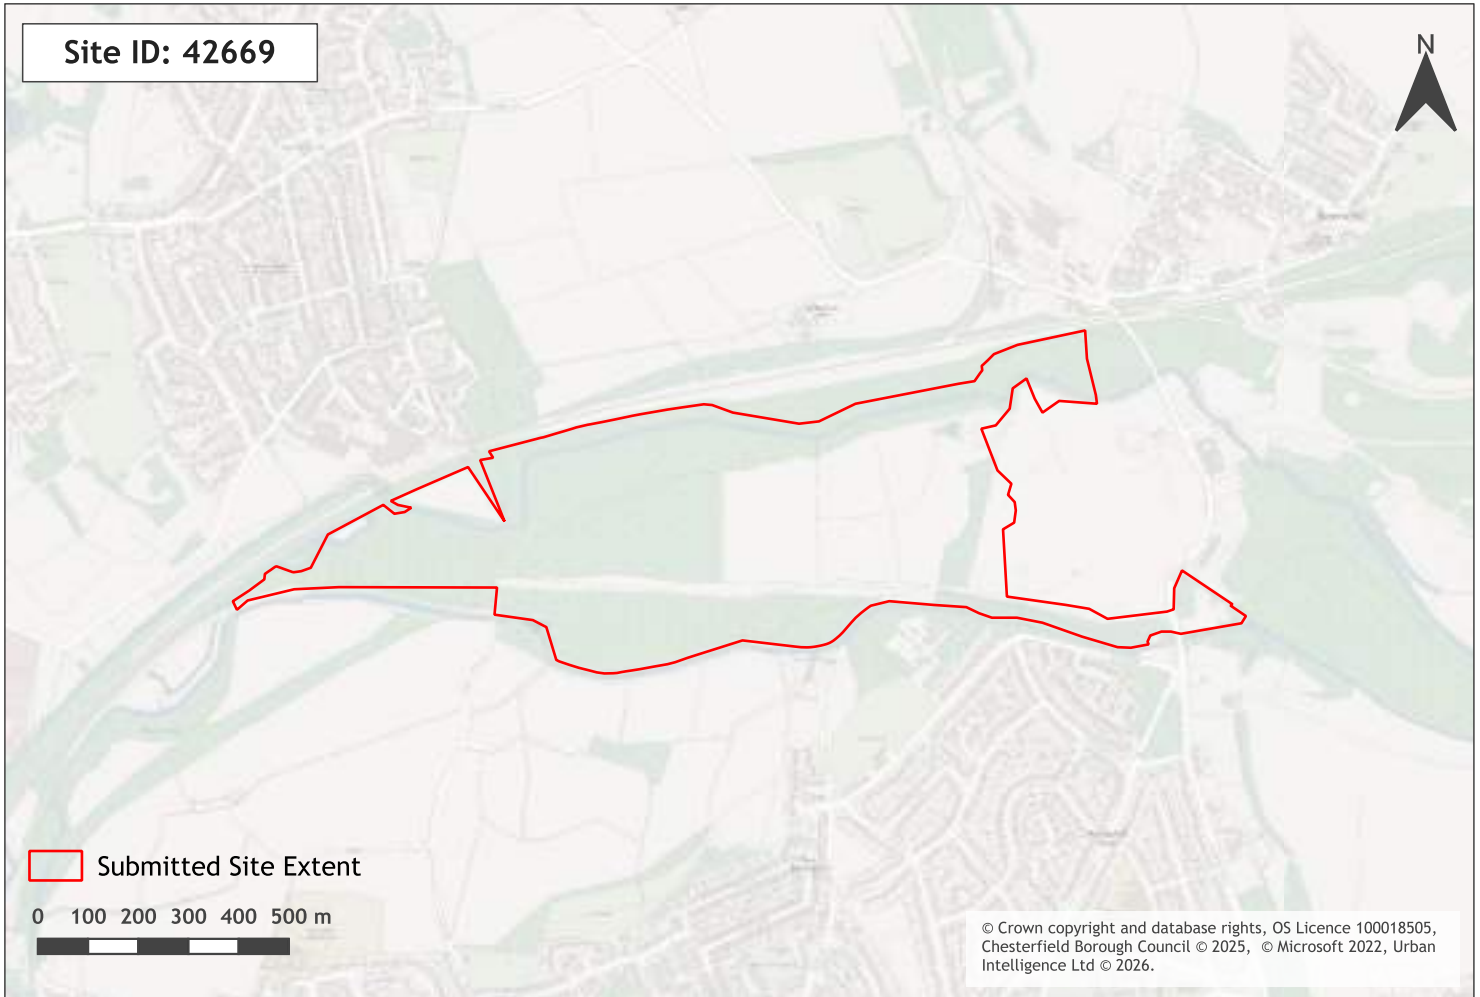 Site ID: 42669
N
Submitted Site Extent
0 100 200 300 400 500 m
© Crown copyright and database rights, OS Licence 100018505,
Chesterfield Borough Council © 2025, © Microsoft 2022, Urban
Intelligence Ltd © 2026.